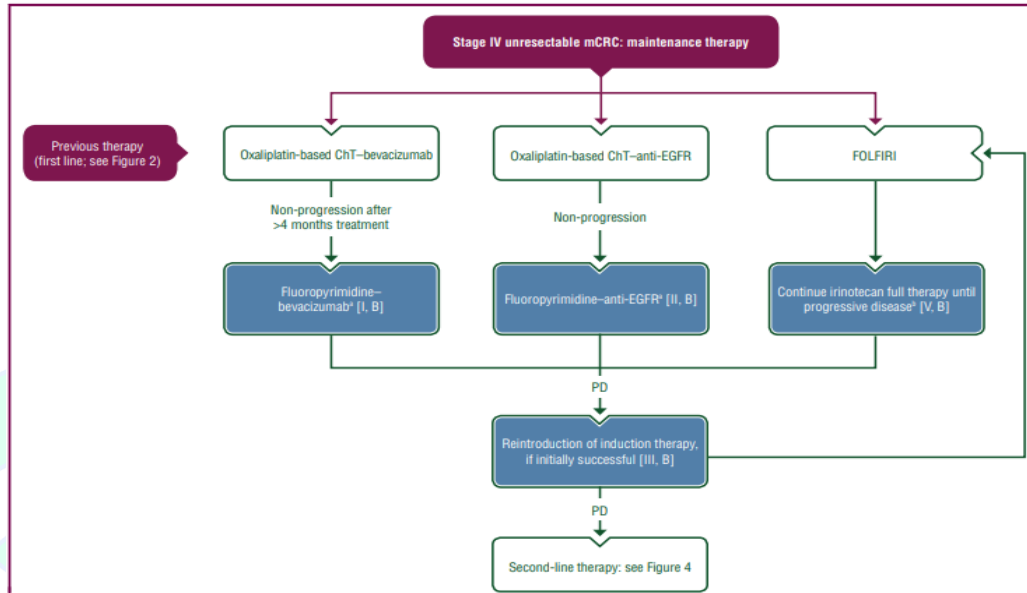 Stage IV unresectable mCRC: maintenance therapy
Previous therapy
(first line; see Figure 2)
Oxaliplatin-based ChT–bevacizumab
Oxaliplatin-based ChT–anti-EGFR
FOLFIRI
Non-progression after
>4 months treatment
Non-progression
Fluoropyrimidine–
bevacizumabᵃ [I, B]
Fluoropyrimidine–anti-EGFRᵃ [II, B]
Continue irinotecan full therapy until
progressive diseaseᵃ [V, B]
PD
Reintroduction of induction therapy,
if initially successful [III, B]
PD
Second-line therapy: see Figure 4